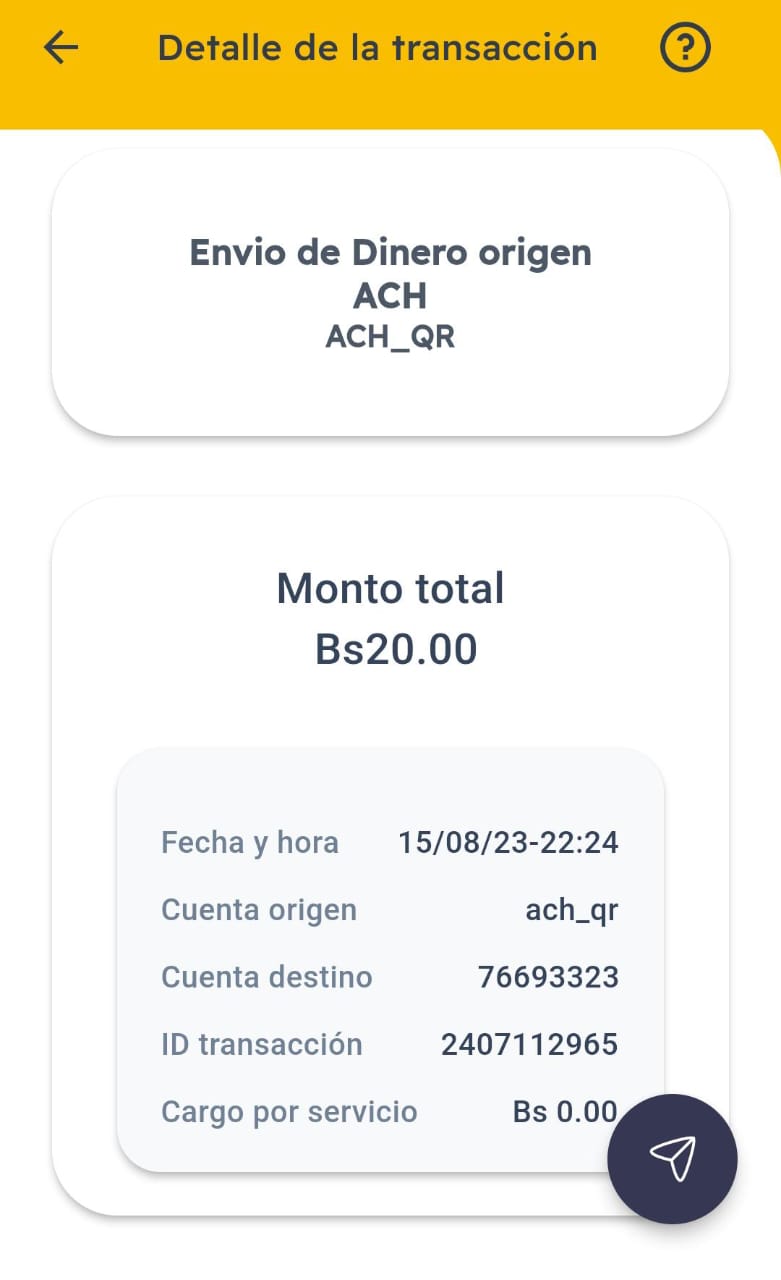 Detalle de la transacción
Envio de Dinero origen
ACH
ACH_QR
Monto total
Bs20.00
Fecha y hora 15/08/23-22:24
Cuenta origen ach_qr
Cuenta destino 76693323
ID transacción 2407112965
Cargo por servicio Bs 0.00